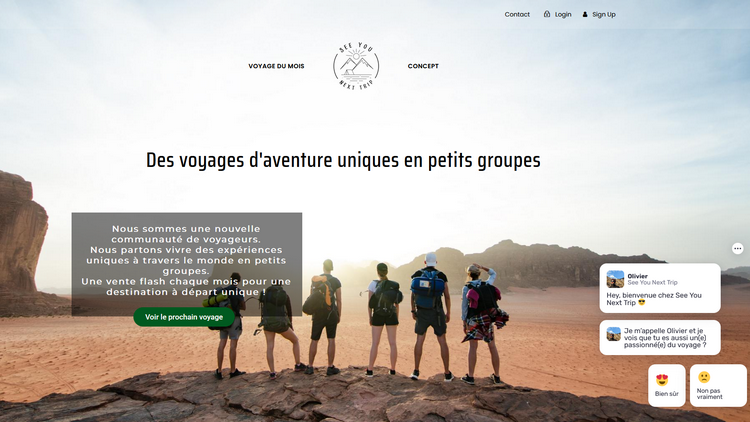 Contact
Login
Sign Up
VOYAGE DU MOIS
SEE YOU
NEXT TRIP
CONCEPT
Des voyages d'aventure uniques en petits groupes
Nous sommes une nouvelle
communauté de voyageurs.
Nous partons vivre des expériences
uniques à travers le monde en petits
groupes.
Une vente flash chaque mois pour une
destination à départ unique !
Voir le prochain voyage
Olivier
See You Next Trip
Hey, bienvenue chez See You
Next Trip 😎
Je m'appelle Olivier et je
vois que tu es aussi un(e)
passionné(e) du voyage ?
Bien sûr
Non pas
vraiment